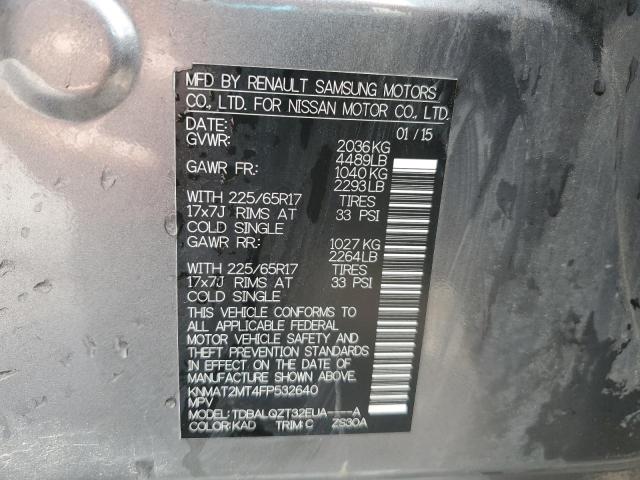 MFD BY RENAULT SAMSUNG MOTORS
CO., LTD. FOR NISSAN MOTOR CO., LTD.
DATE: 01/15
GVWR: 2036KG
4489LB
GAWR FR: 1040KG
2293LB
WITH 225/65R17 TIRES
17x7J RIMS AT 33 PSI
COLD SINGLE
GAWR RR: 1027KG
2264LB
WITH 225/65R17 TIRES
17x7J RIMS AT 33 PSI
COLD SINGLE
THIS VEHICLE CONFORMS TO
ALL APPLICABLE FEDERAL
MOTOR VEHICLE SAFETY AND
THEFT PREVENTION STANDARDS
IN EFFECT ON THE DATE OF
MANUFACTURE SHOWN ABOVE.
KNMAT2MT4FP532640
MPV
MODEL: TDBALQZT32EUA----A
COLOR: KAD TRIM: C ZS30A